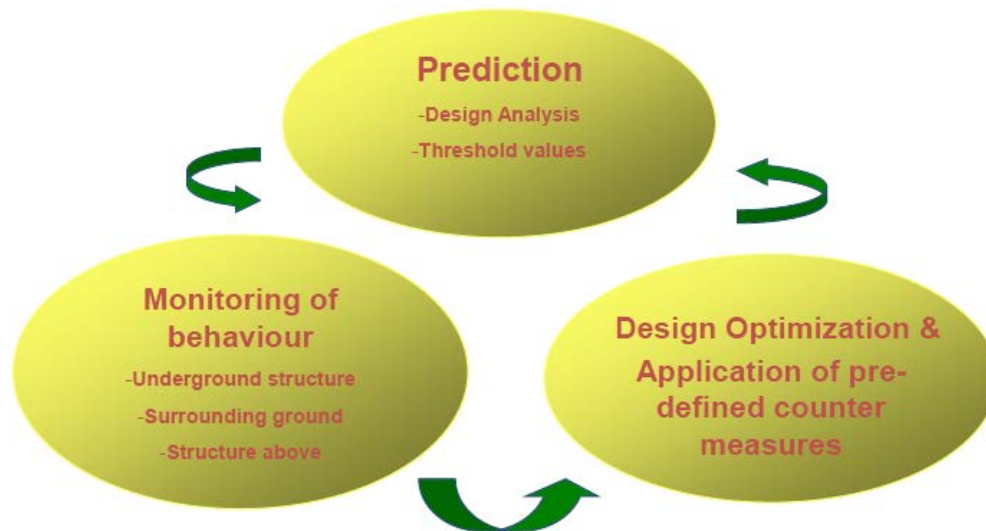 Prediction
-Design Analysis
-Threshold values
Monitoring of
behaviour
-Underground structure
-Surrounding ground
-Structure above
Design Optimization &
Application of pre-
defined counter
measures